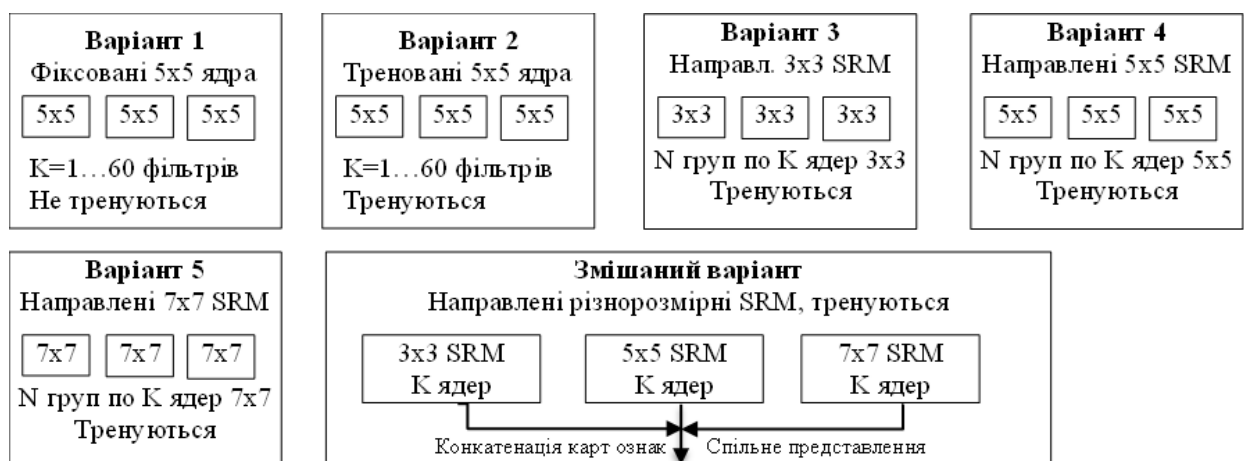 Варіант 1
Фіксовані 5x5 ядра
5x5 5x5 5x5
K=1…60 фільтрів
Не тренуються
Варіант 2
Треновані 5x5 ядра
5x5 5x5 5x5
K=1…60 фільтрів
Тренуються
Варіант 3
Направл. 3x3 SRM
3x3 3x3 3x3
N груп по K ядер 3x3
Тренуються
Варіант 4
Направлені 5x5 SRM
5x5 5x5 5x5
N груп по K ядер 5x5
Тренуються
Варіант 5
Направлені 7x7 SRM
7x7 7x7 7x7
N груп по K ядер 7x7
Тренуються
Змішаний варіант
Направлені різнорозмірні SRM, тренуються
3x3 SRM
K ядер
5x5 SRM
K ядер
7x7 SRM
K ядер
Конкатенація карт ознак
Спільне представлення